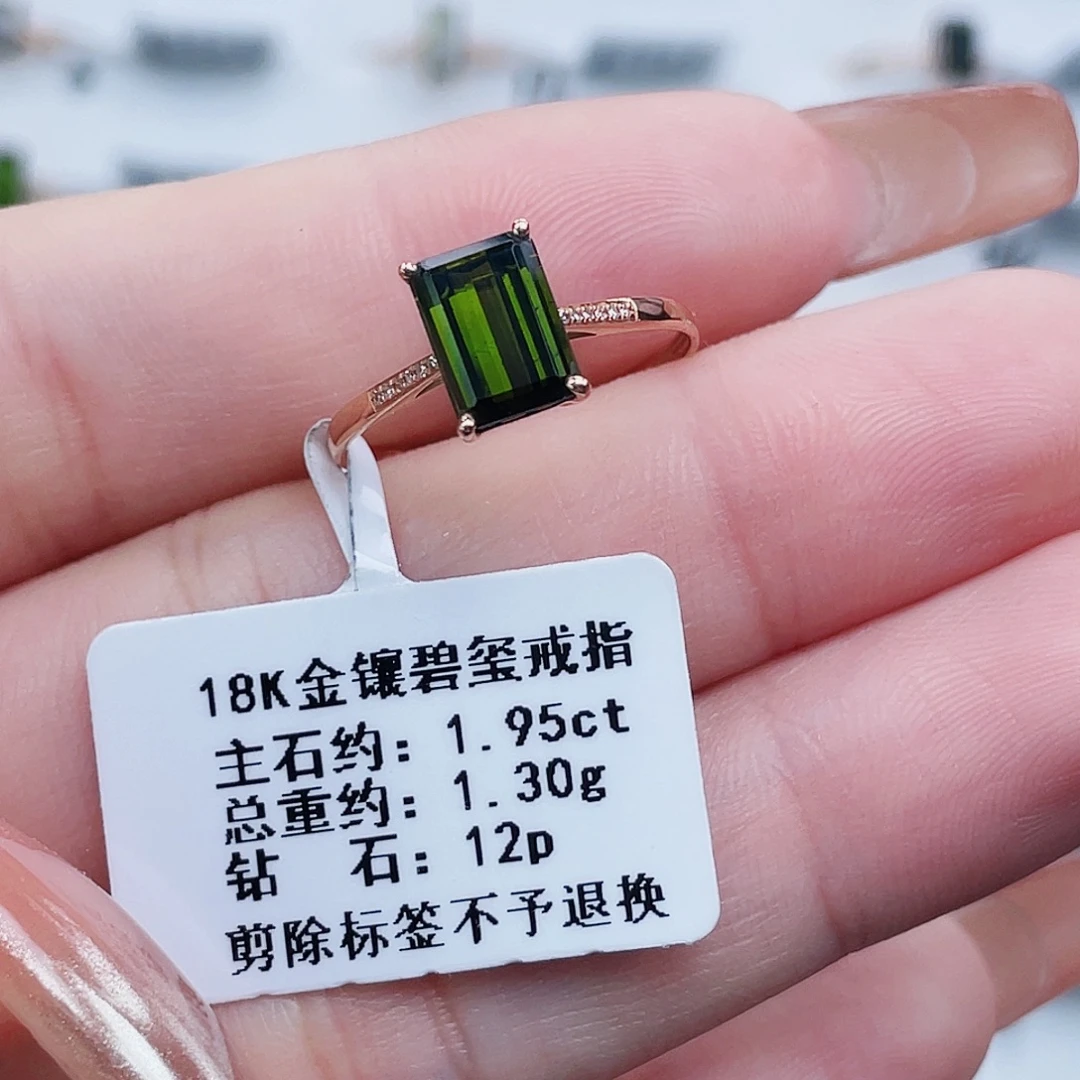 18K金镶碧玺戒指
主石约：1.95ct
总重约：1.30g
钻 石：12p
剪除标签不予退换